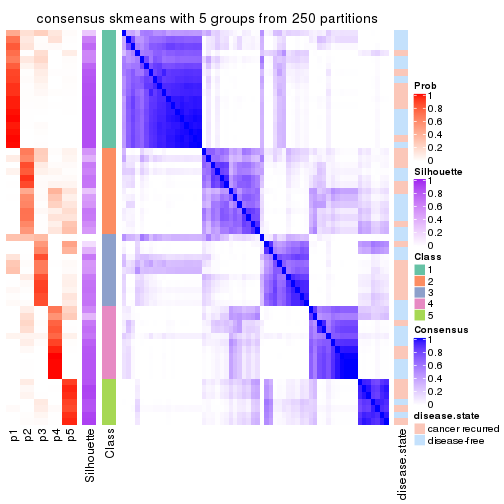 consensus skmeans with 5 groups from 250 partitions
Prob
1
0.8
0.6
0.4
0.2
0
Silhouette
1
0.8
0.6
0.4
0.2
0
Class
1
2
3
4
5
Consensus
1
0.8
0.6
0.4
0.2
0
disease.state
cancer recurred
disease-free
p1
p2
p3
p4
p5
Silhouette
Class
disease.state